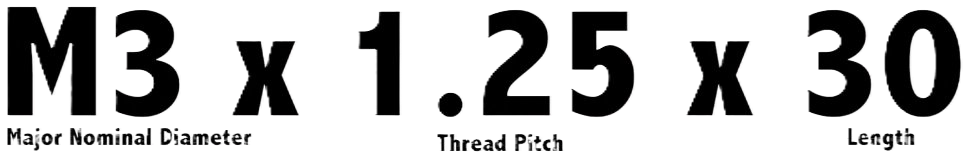 M3 x 1.25 x 30
Major Nominal Diameter Thread Pitch Length